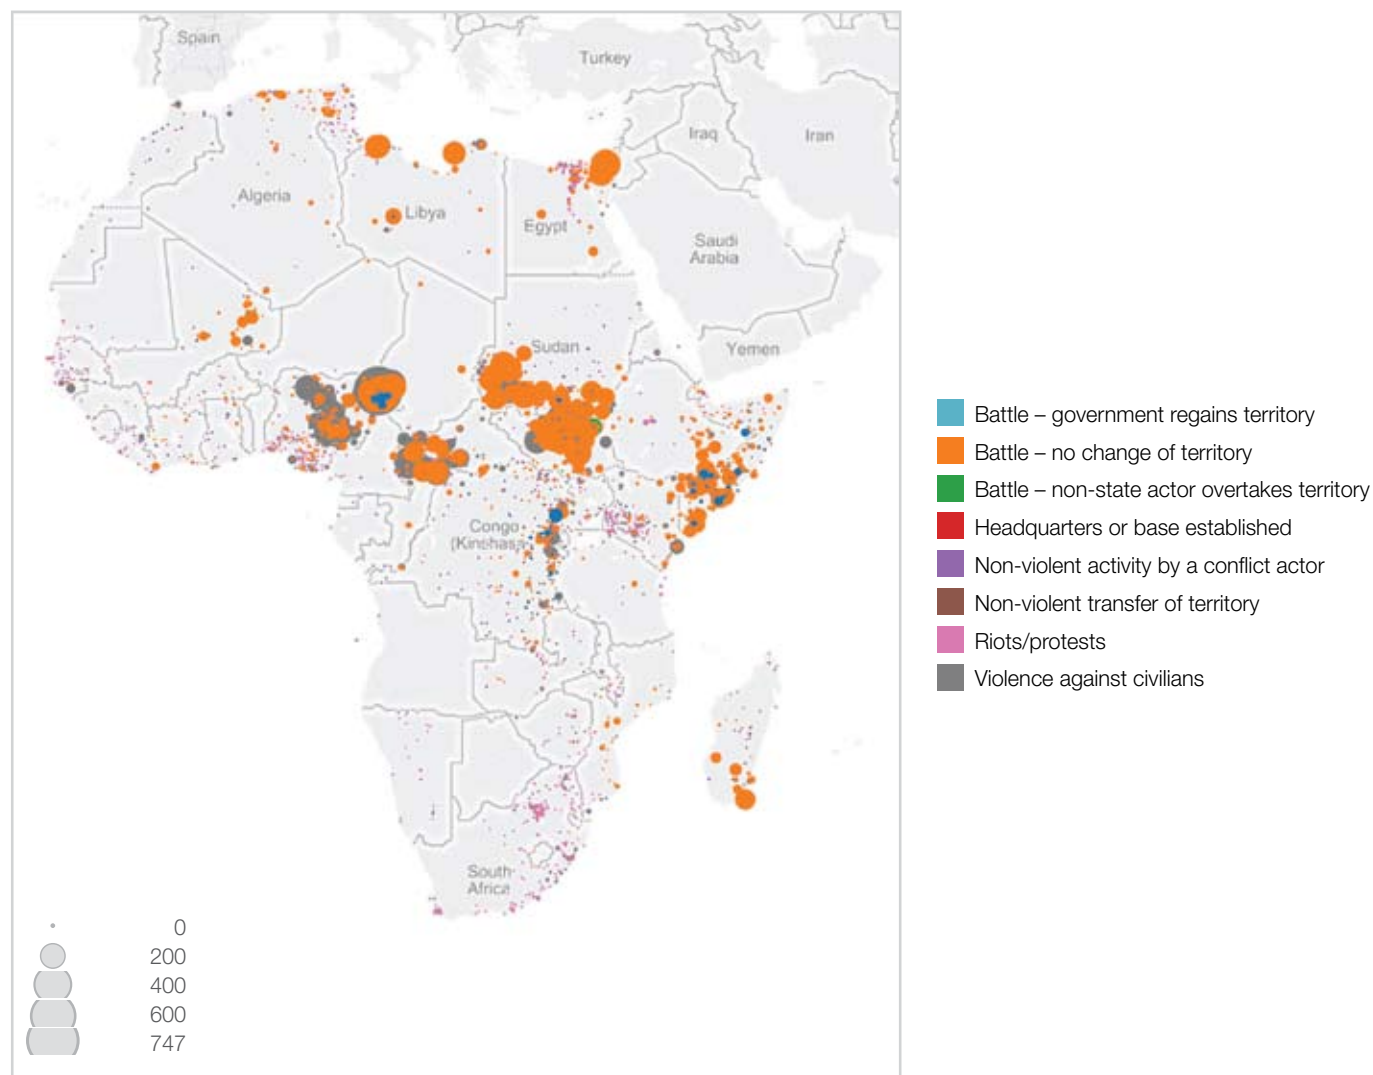 Spain
Turkey
Iraq
Iran
Algeria
Libya
Egypt
Saudi
Arabia
Sudan
Yemen
Congo
(Kinshasa)
South
Africa
0
200
400
600
747
Battle – government regains territory
Battle – no change of territory
Battle – non-state actor overtakes territory
Headquarters or base established
Non-violent activity by a conflict actor
Non-violent transfer of territory
Riots/protests
Violence against civilians